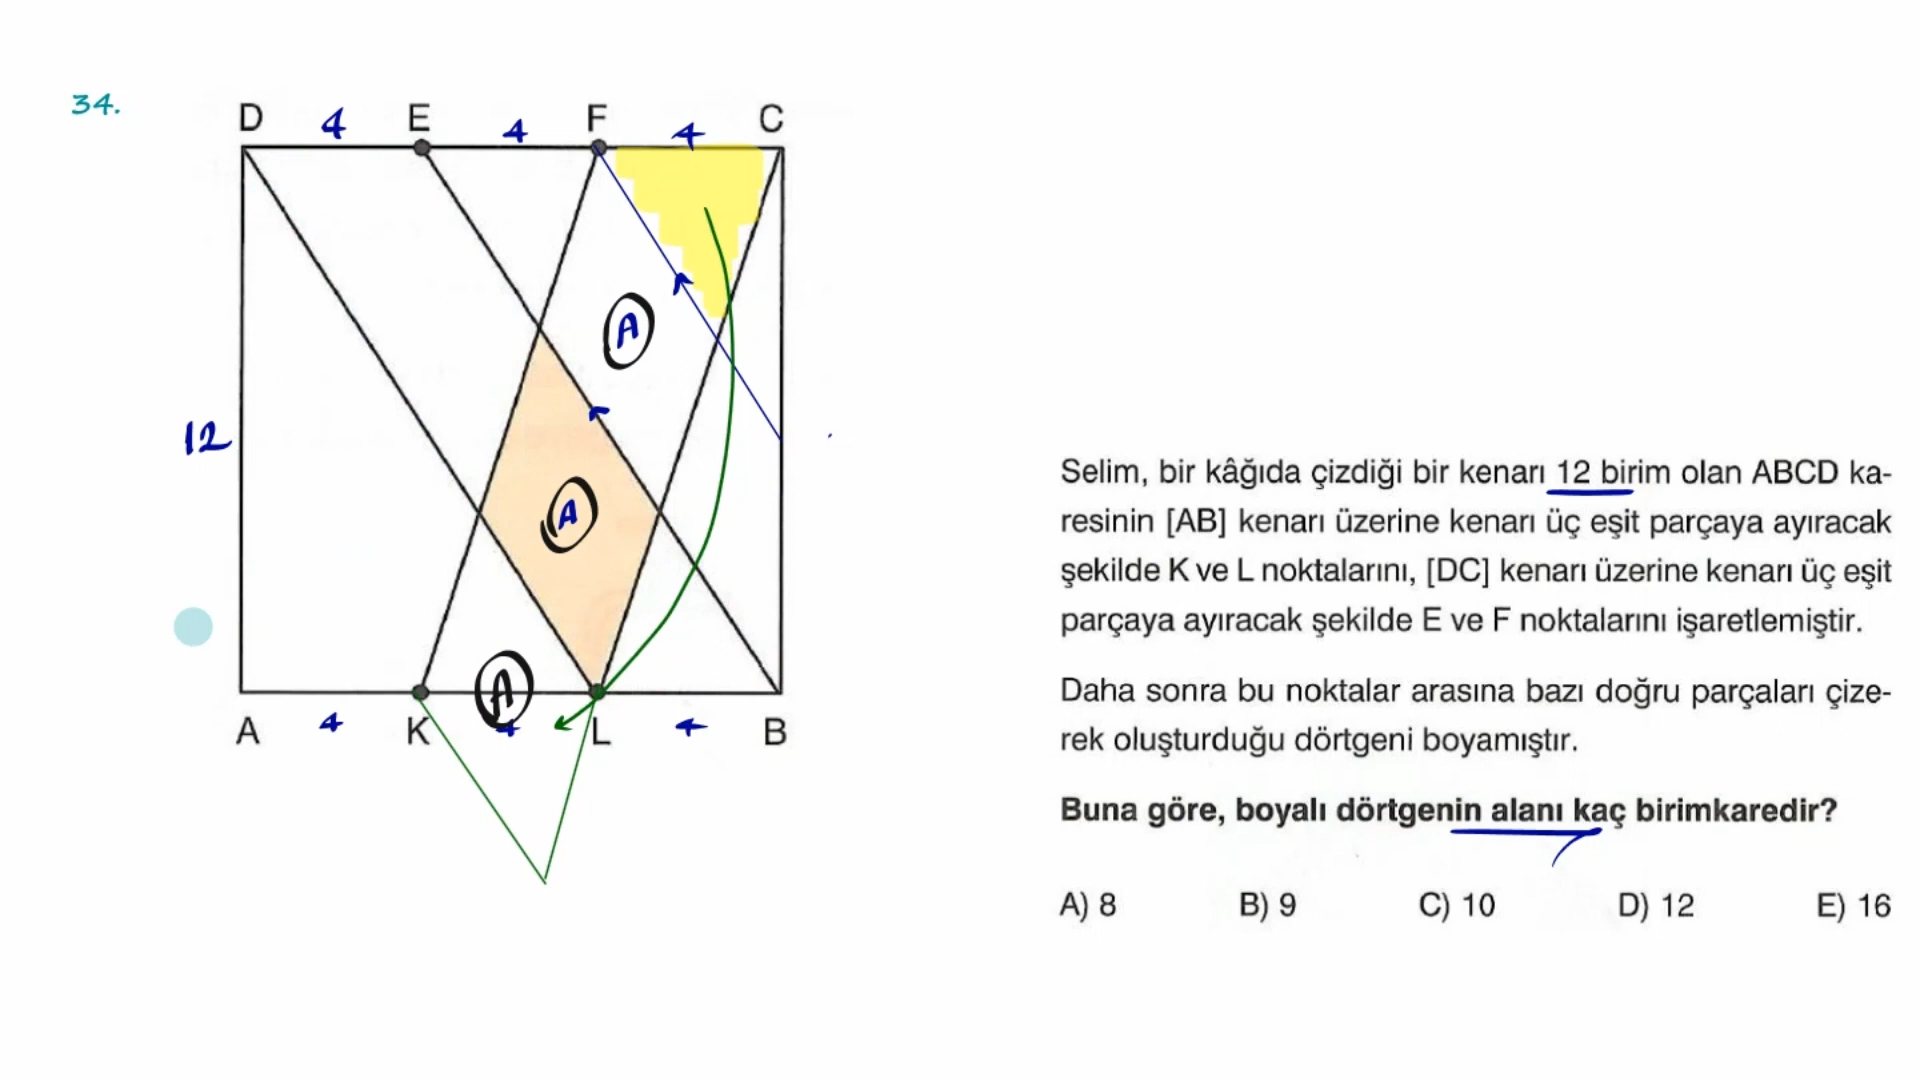 34.
D 4 E 4 F 4 C
A
12
A
A
A 4 K 4 L 4 B
Selim, bir kâğıda çizdiği bir kenarı 12 birim olan ABCD ka-
resinin [AB] kenarı üzerine kenarı üç eşit parçaya ayıracak
şekilde K ve L noktalarını, [DC] kenarı üzerine kenarı üç eşit
parçaya ayıracak şekilde E ve F noktalarını işaretlemiştir.
Daha sonra bu noktalar arasına bazı doğru parçaları çize-
rek oluşturduğu dörtgeni boyamıştır.
Buna göre, boyalı dörtgenin alanı kaç birimkaredir?
A) 8 B) 9 C) 10 D) 12 E) 16